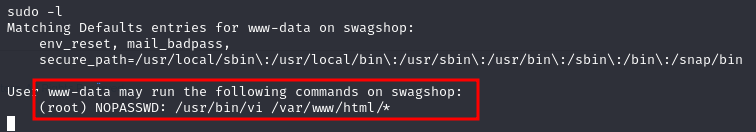 sudo -l
Matching Defaults entries for www-data on swagshop:
    env_reset, mail_badpass,
    secure_path=/usr/local/sbin\:/usr/local/bin\:/usr/sbin\:/usr/bin\:/sbin\:/bin\:/snap/bin

User www-data may run the following commands on swagshop:
    (root) NOPASSWD: /usr/bin/vi /var/www/html/*